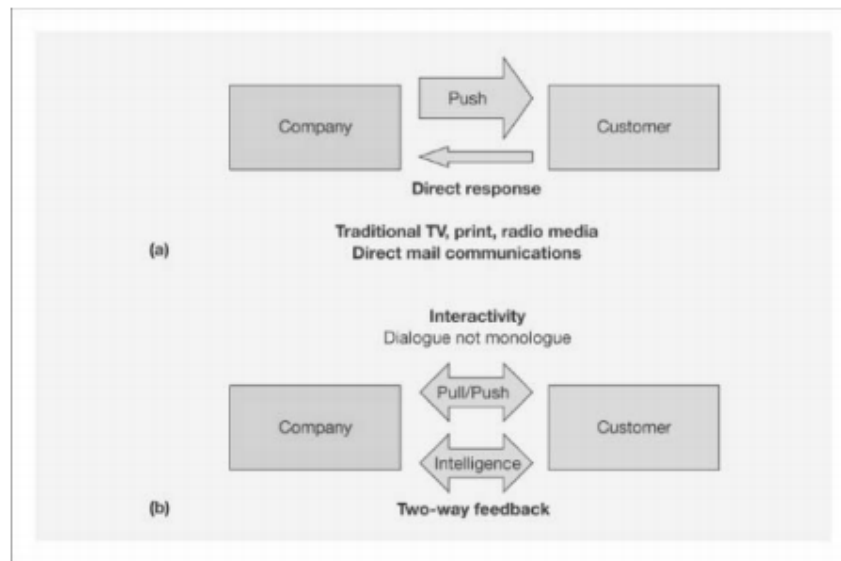 Push
Company
Customer
Direct response
Traditional TV, print, radio media
(a)
Direct mail communications
Interactivity
Dialogue not monologue
Pull/Push
Company
Customer
Intelligence
(b)
Two-way feedback